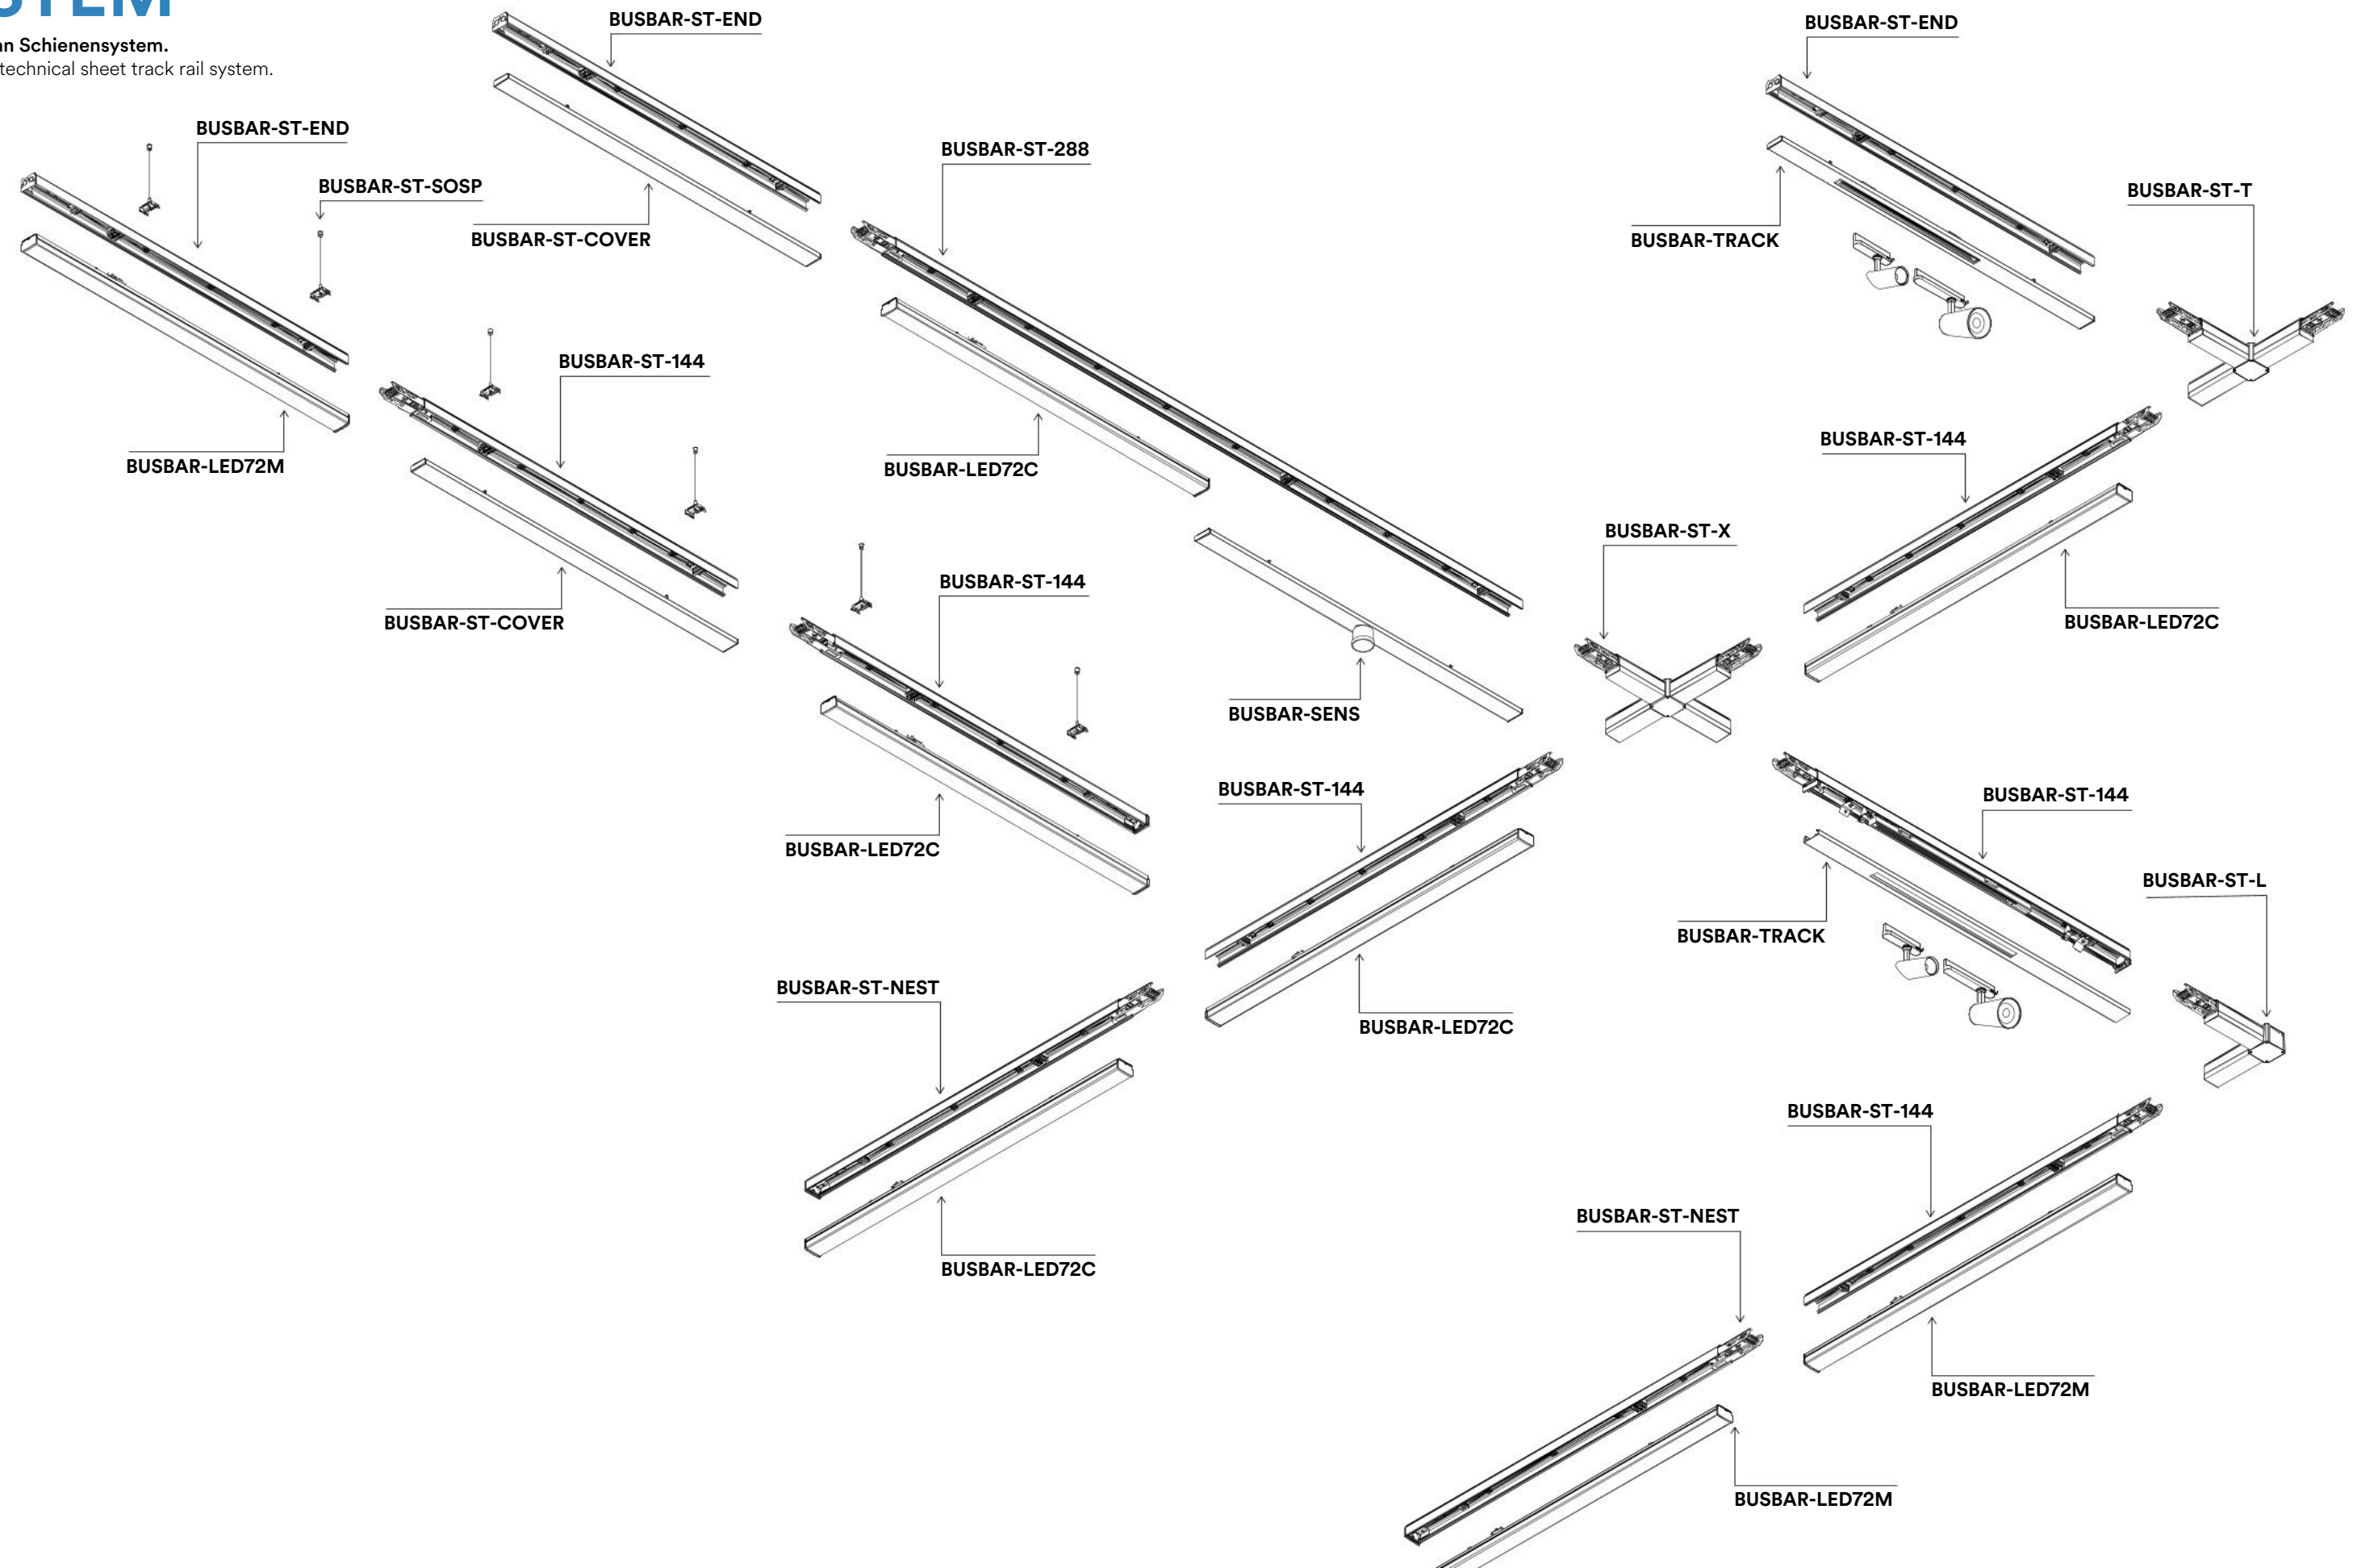 STEM
an Schienensystem.
technical sheet track rail system.
BUSBAR-ST-END
BUSBAR-ST-END
BUSBAR-ST-END
BUSBAR-ST-SOSP
BUSBAR-ST-COVER
BUSBAR-ST-288
BUSBAR-TRACK
BUSBAR-ST-T
BUSBAR-LED72M
BUSBAR-ST-144
BUSBAR-LED72C
BUSBAR-ST-144
BUSBAR-ST-X
BUSBAR-ST-COVER
BUSBAR-ST-144
BUSBAR-LED72C
BUSBAR-SENS
BUSBAR-ST-144
BUSBAR-ST-144
BUSBAR-LED72C
BUSBAR-ST-L
BUSBAR-TRACK
BUSBAR-ST-NEST
BUSBAR-LED72C
BUSBAR-ST-144
BUSBAR-ST-NEST
BUSBAR-LED72C
BUSBAR-LED72M
BUSBAR-LED72M